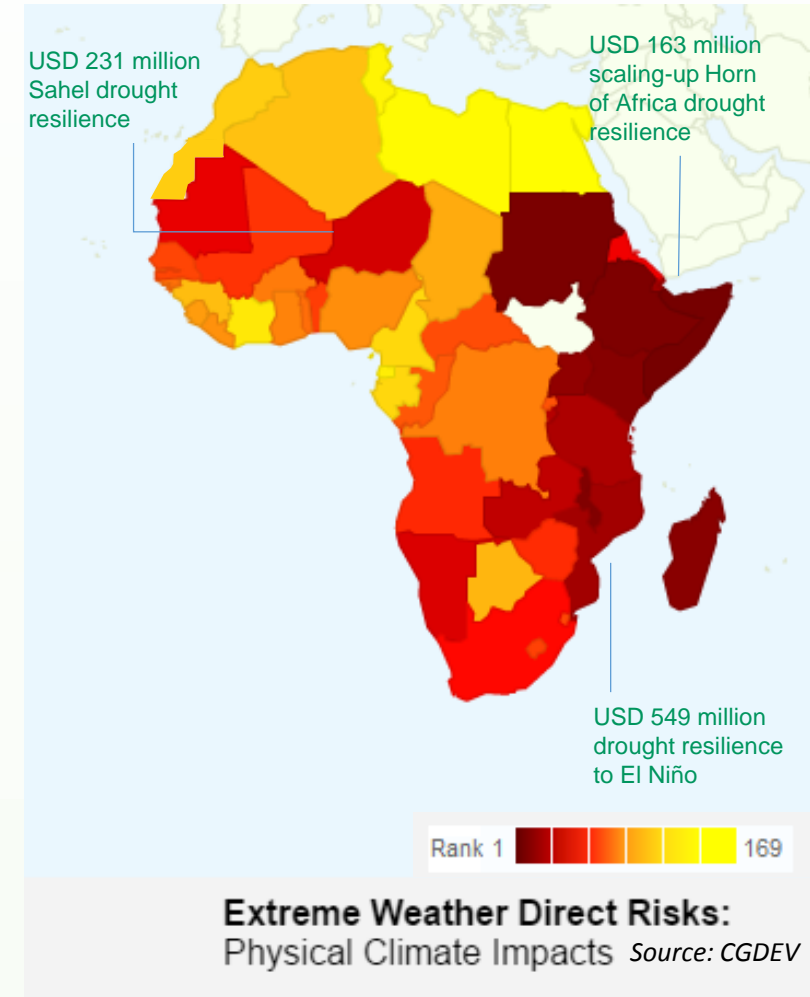 USD 231 million
Sahel drought
resilience
USD 163 million
scaling-up Horn
of Africa drought
resilience
USD 549 million
drought resilience
to El Niño
Rank 1 169
Extreme Weather Direct Risks:
Physical Climate Impacts Source: CGDEV